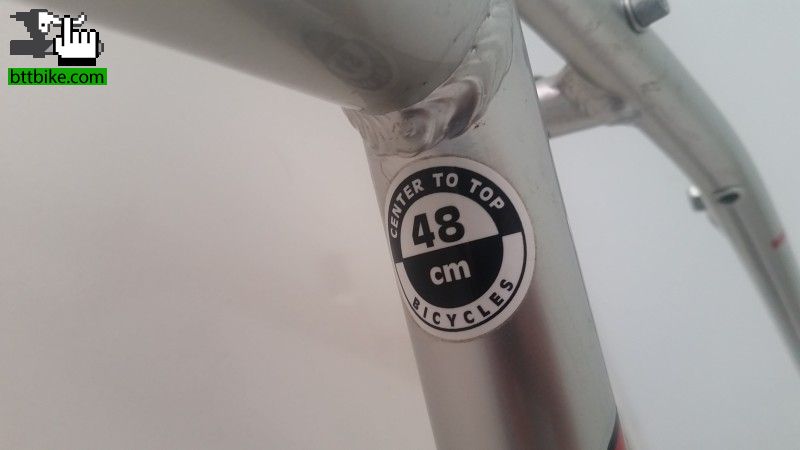 bttbike.com
CENTER TO TOP
48
cm
BICYCLES